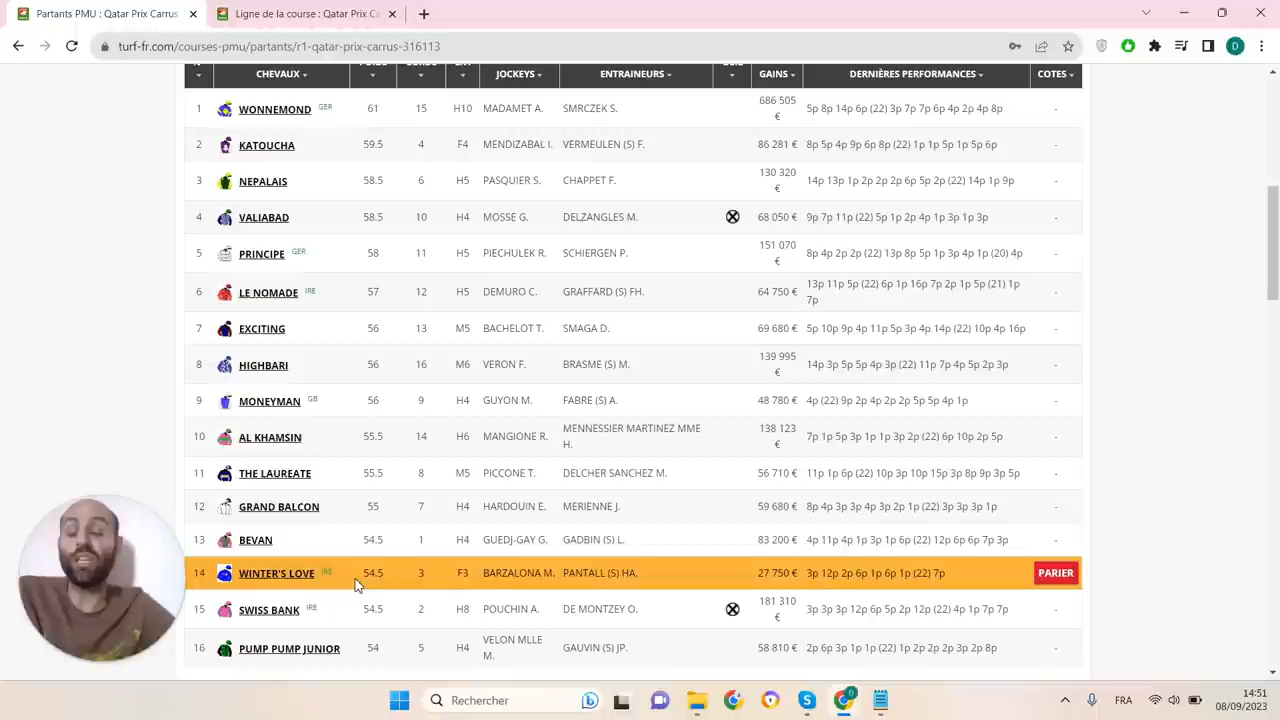 Partants PMU : Qatar Prix Carrus
Ligne de la course : Qatar Prix Ca
turf-fr.com/courses-pmu/partants/r1-qatar-prix-carrus-316113
CHEVAUX JOCKEYS ENTRAINEURS GAINS DERNIÈRES PERFORMANCES COTES
1 WONNEMOND GER 61 15 H10 MADAMET A. SMRCZEK S. 686 505 € 5p 8p 14p 6p (22) 3p 7p 7p 6p 4p 2p 4p 8p -
2 KATOUCHA 59.5 4 F4 MENDIZABAL I. VERMEULEN (S) F. 86 281 € 8p 5p 4p 9p 6p 8p (22) 1p 1p 5p 1p 5p 6p -
3 NEPALAIS 58.5 6 H5 PASQUIER S. CHAPPET F. 130 320 € 14p 13p 1p 2p 2p 2p 6p 5p 2p (22) 14p 1p 9p -
4 VALIABAD 58.5 10 H4 MOSSE G. DELZANGLES M. 68 050 € 9p 7p 11p (22) 5p 1p 2p 4p 1p 3p 1p 3p -
5 PRINCIPE GER 58 11 H5 PIECHULEK R. SCHIERGEN P. 151 070 € 8p 4p 2p 2p (22) 13p 8p 5p 1p 3p 4p 1p (20) 4p -
6 LE NOMADE IRE 57 12 H5 DEMURO C. GRAFFARD (S) FH. 64 750 € 13p 11p 5p (22) 6p 1p 16p 7p 2p 1p 5p (21) 1p 7p -
7 EXCITING 56 13 M5 BACHELOT T. SMAGA D. 69 680 € 5p 10p 9p 4p 11p 5p 3p 4p 14p (22) 10p 4p 16p -
8 HIGHBARI 56 16 M6 VERON F. BRASME (S) M. 139 995 € 14p 3p 5p 5p 4p 3p (22) 11p 7p 4p 5p 2p 3p -
9 MONEYMAN GB 56 9 H4 GUYON M. FABRE (S) A. 48 780 € 4p (22) 9p 2p 4p 2p 2p 5p 5p 4p 1p -
10 AL KHAMSIN 55.5 14 H6 MANGIONE R. MENNESSIER MARTINEZ MME H. 138 123 € 7p 1p 5p 3p 1p 1p 3p 2p (22) 6p 10p 2p 5p -
11 THE LAUREATE 55.5 8 M5 PICCONE T. DELCHER SANCHEZ M. 56 710 € 11p 1p 6p (22) 10p 3p 10p 15p 3p 8p 9p 3p 5p -
12 GRAND BALCON 55 7 H4 HARDOUIN E. MERIENNE J. 59 680 € 8p 4p 3p 3p 4p 3p 2p 1p (22) 3p 3p 3p 1p -
13 BEVAN 54.5 1 H4 GUEDJ-GAY G. GADBIN (S) L. 83 200 € 4p 11p 4p 1p 3p 1p 6p (22) 12p 6p 6p 7p 3p -
14 WINTER'S LOVE IRE 54.5 3 F3 BARZALONA M. PANTALL (S) HA. 27 750 € 3p 12p 2p 6p 1p 6p 1p (22) 7p PARIER
15 SWISS BANK IRE 54.5 2 H8 POUCHIN A. DE MONTZEY O. 181 310 € 3p 3p 3p 12p 6p 5p 2p 12p (22) 4p 1p 7p 7p -
16 PUMP PUMP JUNIOR 54 5 H4 VELON MLLE M. GAUVIN (S) JP. 58 810 € 2p 6p 3p 1p 1p (22) 1p 2p 2p 2p 3p 2p 8p -
Rechercher
FRA
14:51
08/09/2023